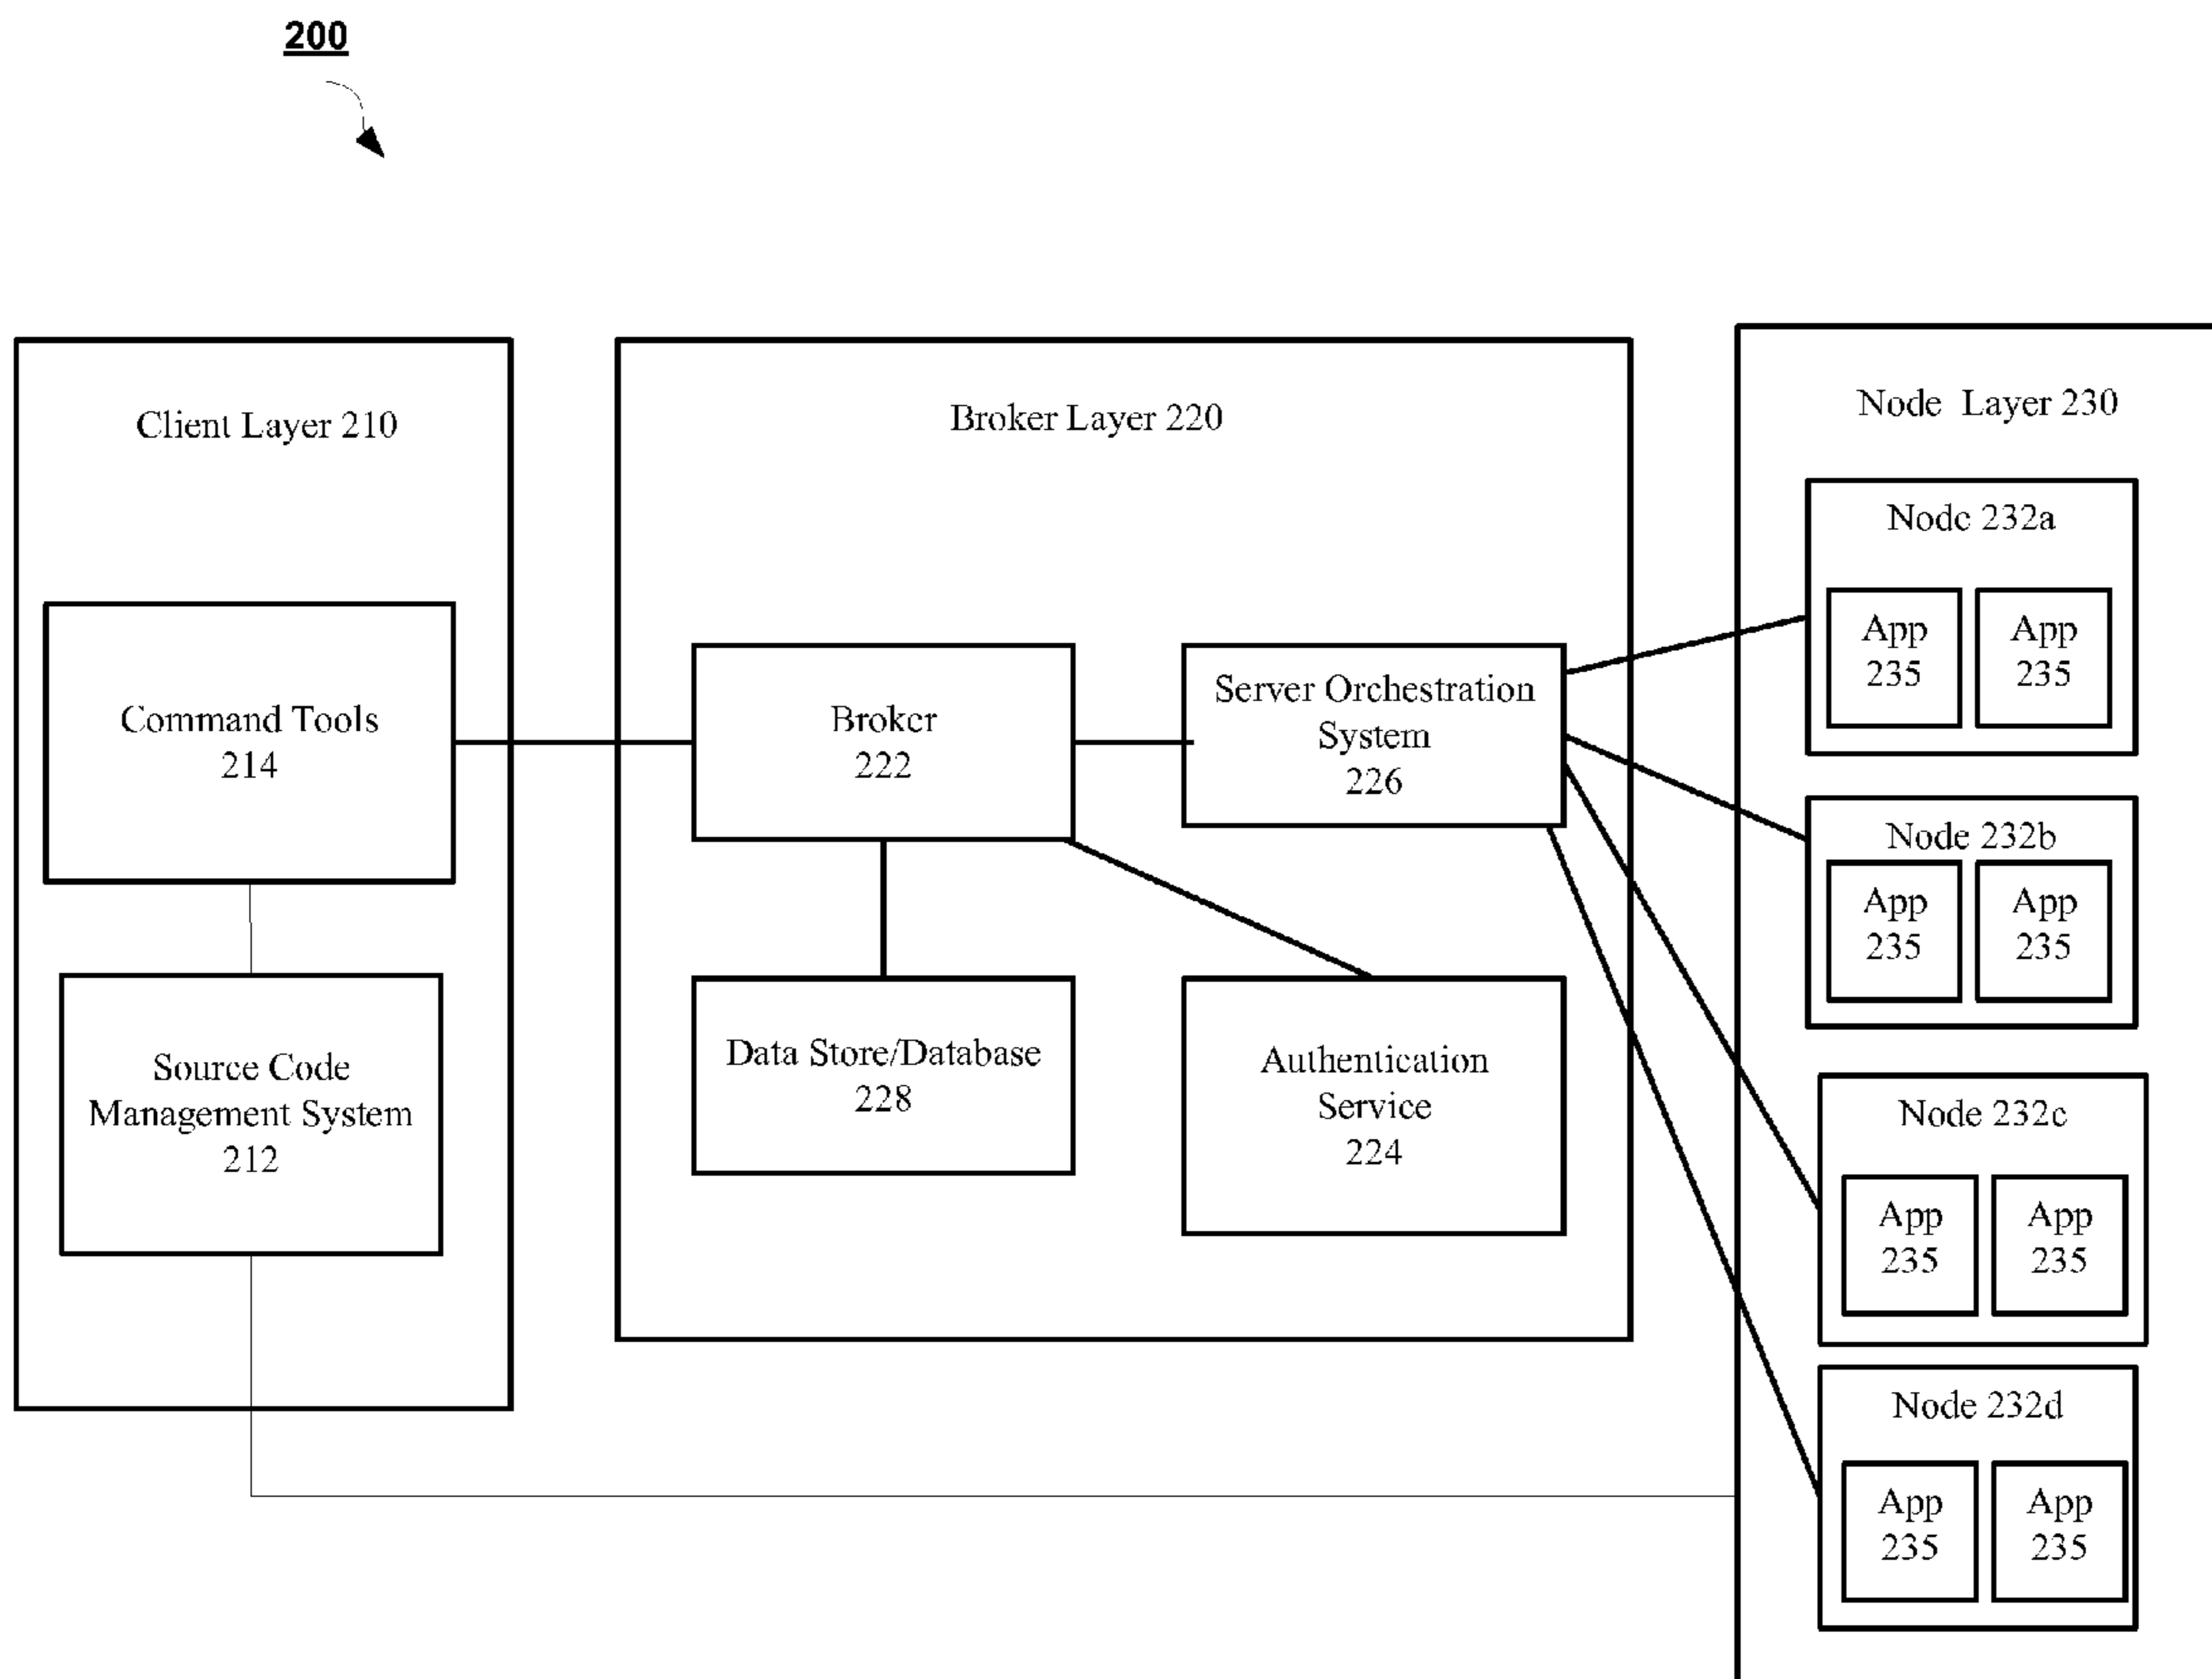 200
Client Layer 210
Command Tools
214
Source Code
Management System
212
Broker Layer 220
Broker
222
Server Orchestration
System
226
Data Store/Database
228
Authentication
Service
224
Node Layer 230
Node 232a
App
235
App
235
Node 232b
App
235
App
235
Node 232c
App
235
App
235
Node 232d
App
235
App
235